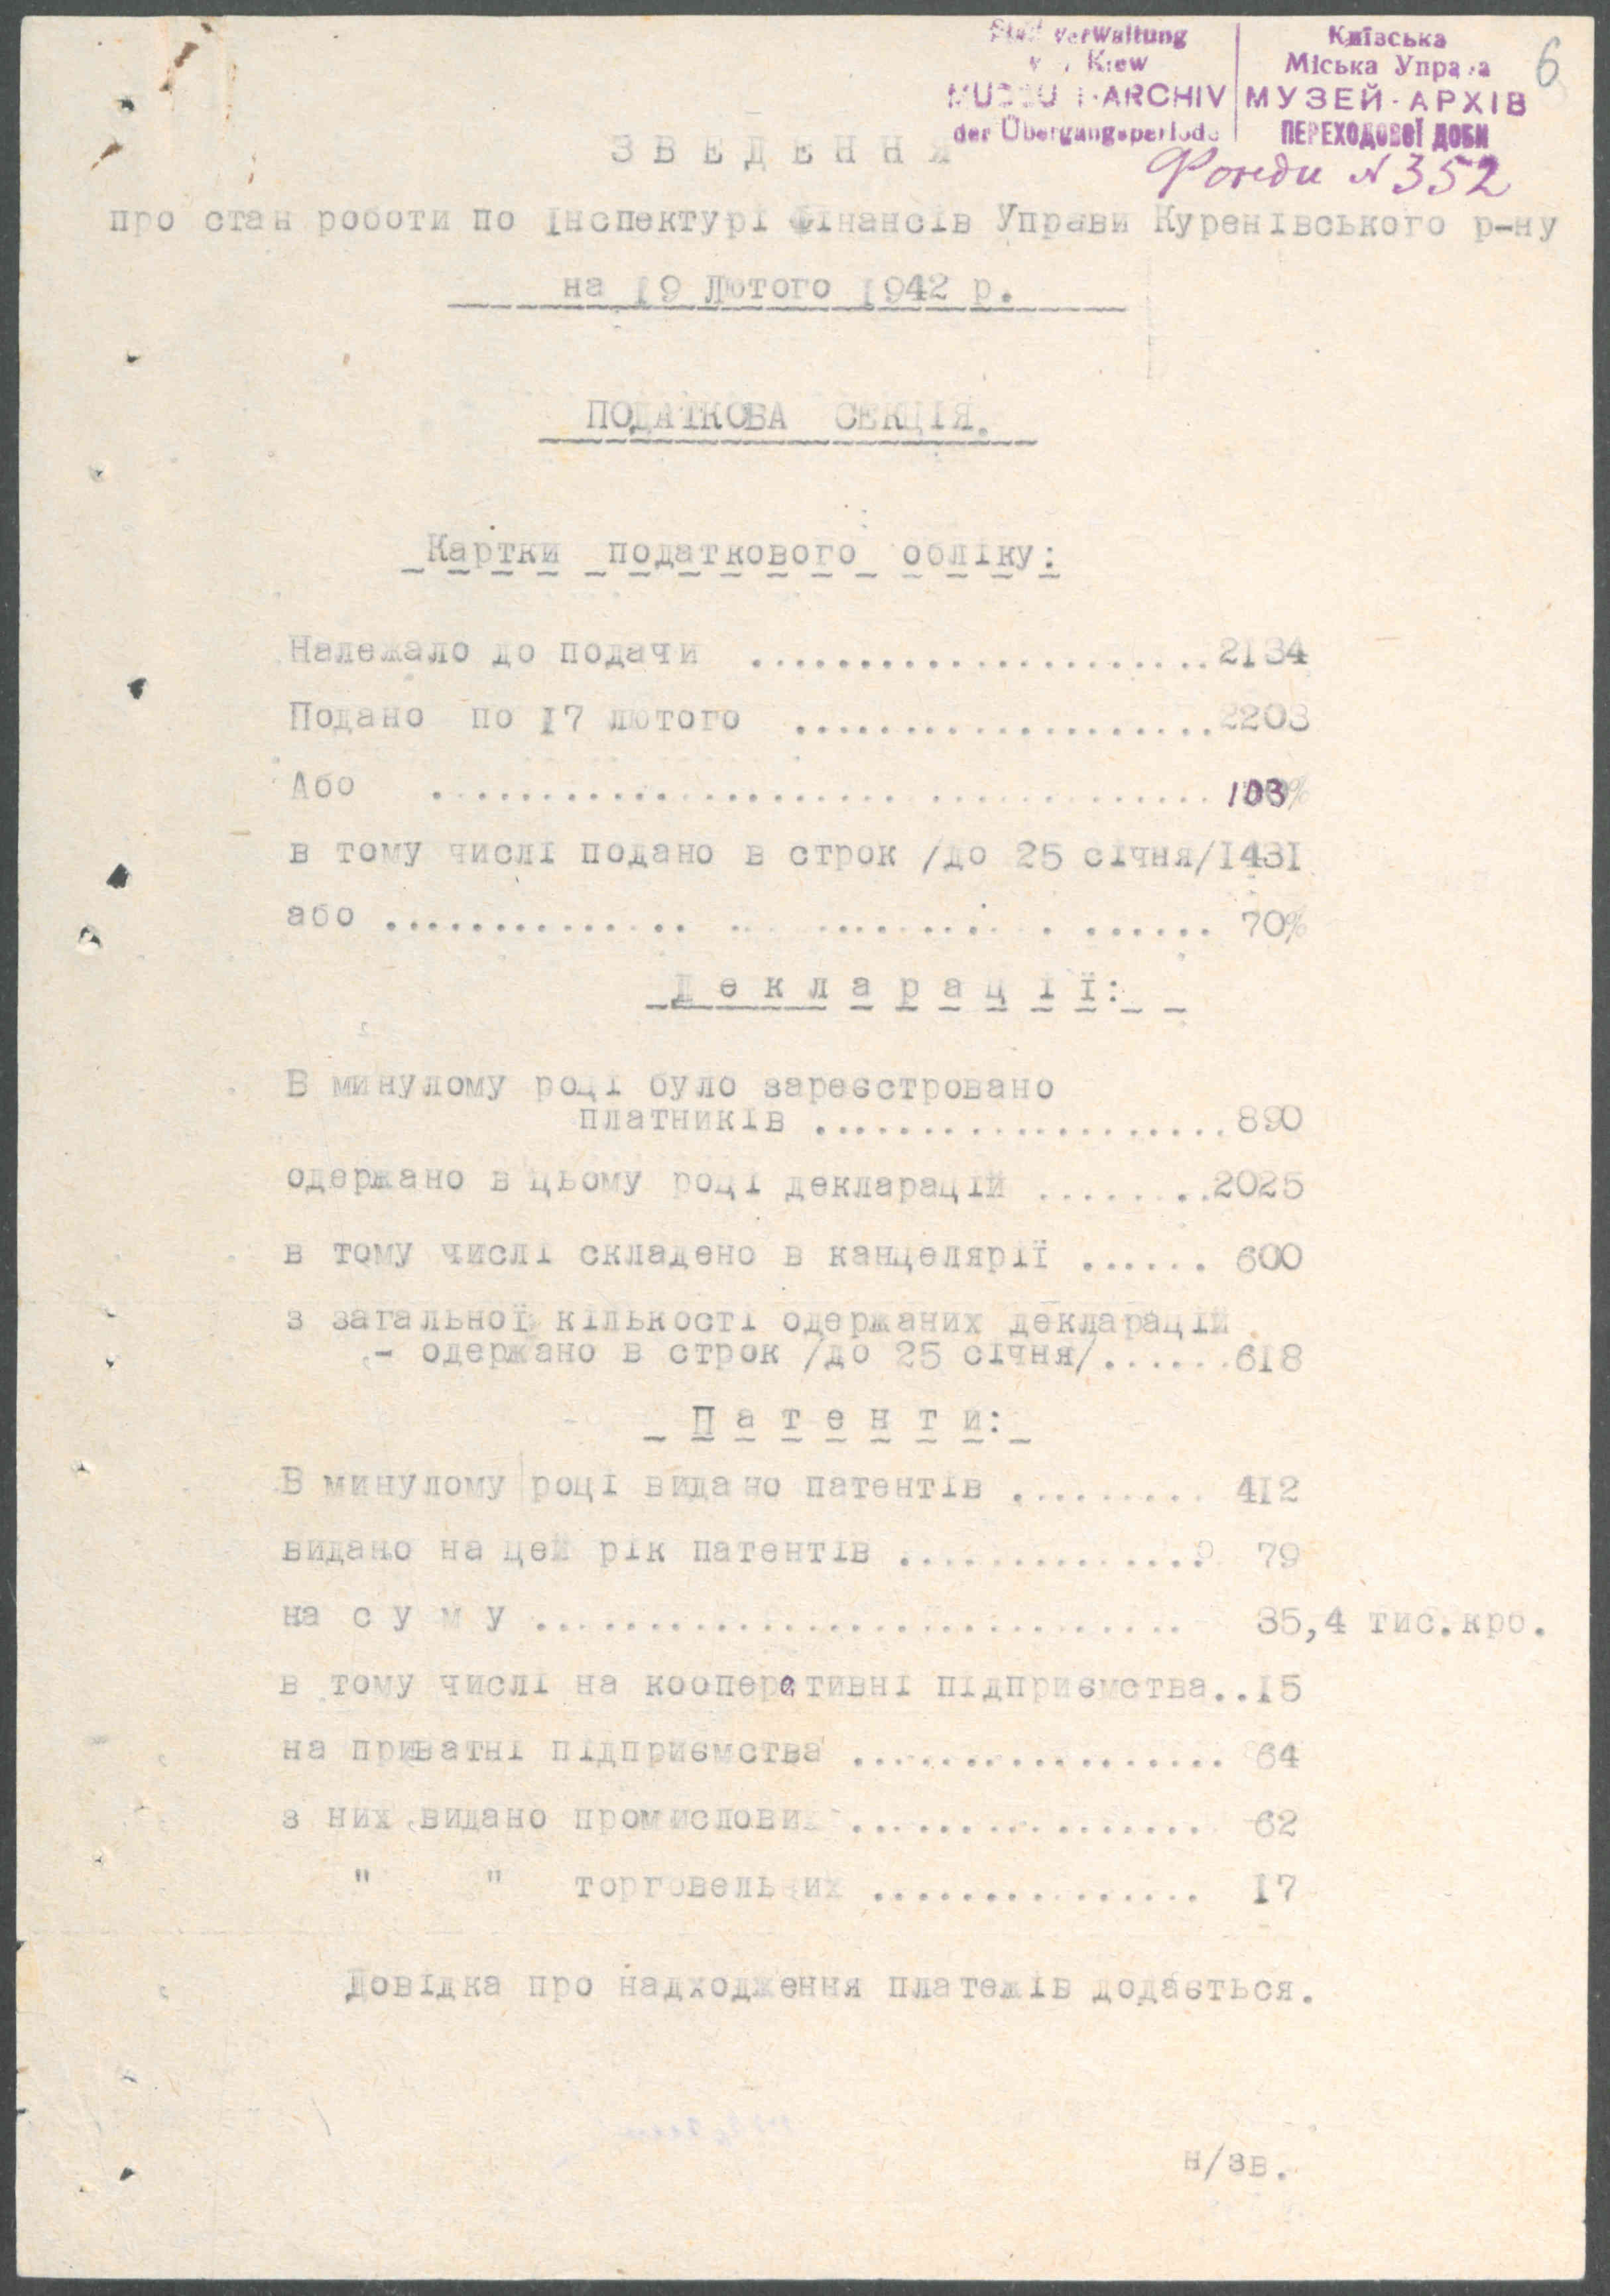 Stadtverwaltung
Kiew
MUSEUM-ARCHIV
der Übergangsperiode
Київська
Міська Управа
МУЗЕЙ-АРХІВ
ПЕРЕХОДОВОЇ ДОБИ
6
Фонди № 352
ЗВЕДЕННЯ
про стан роботи по Інспектурі Фінансів Управи Куренівського р-ну
на 19 Лютого 1942 р.
ПОДАТКОВА СЕКЦІЯ.
Картки податкового обліку:
Належало до подачи ......................2134
Подано по 17 лютого ....................2203
Або ..................................... 103%
в тому числі подано в строк /до 25 січня/1431
або ..................................... 70%
Декларації:
В минулому році було зареєстровано
платників ....................890
одержано в цьому році декларацій .........2025
в тому числі складено в канцелярії ...... 600
з загальної кількості одержаних декларацій
- одержано в строк /до 25 січня/.......618
Патенти:
В минулому році видано патентів ......... 412
видано на цей рік патентів .............. 79
на суму .............................. 35,4 тис.крб.
в тому числі на кооперативні підприємства..15
на приватні підприємства ................. 64
з них видано промислових ................ 62
" " торговельних ............... 17
Довідка про надходження платежів додається.
н/зв.